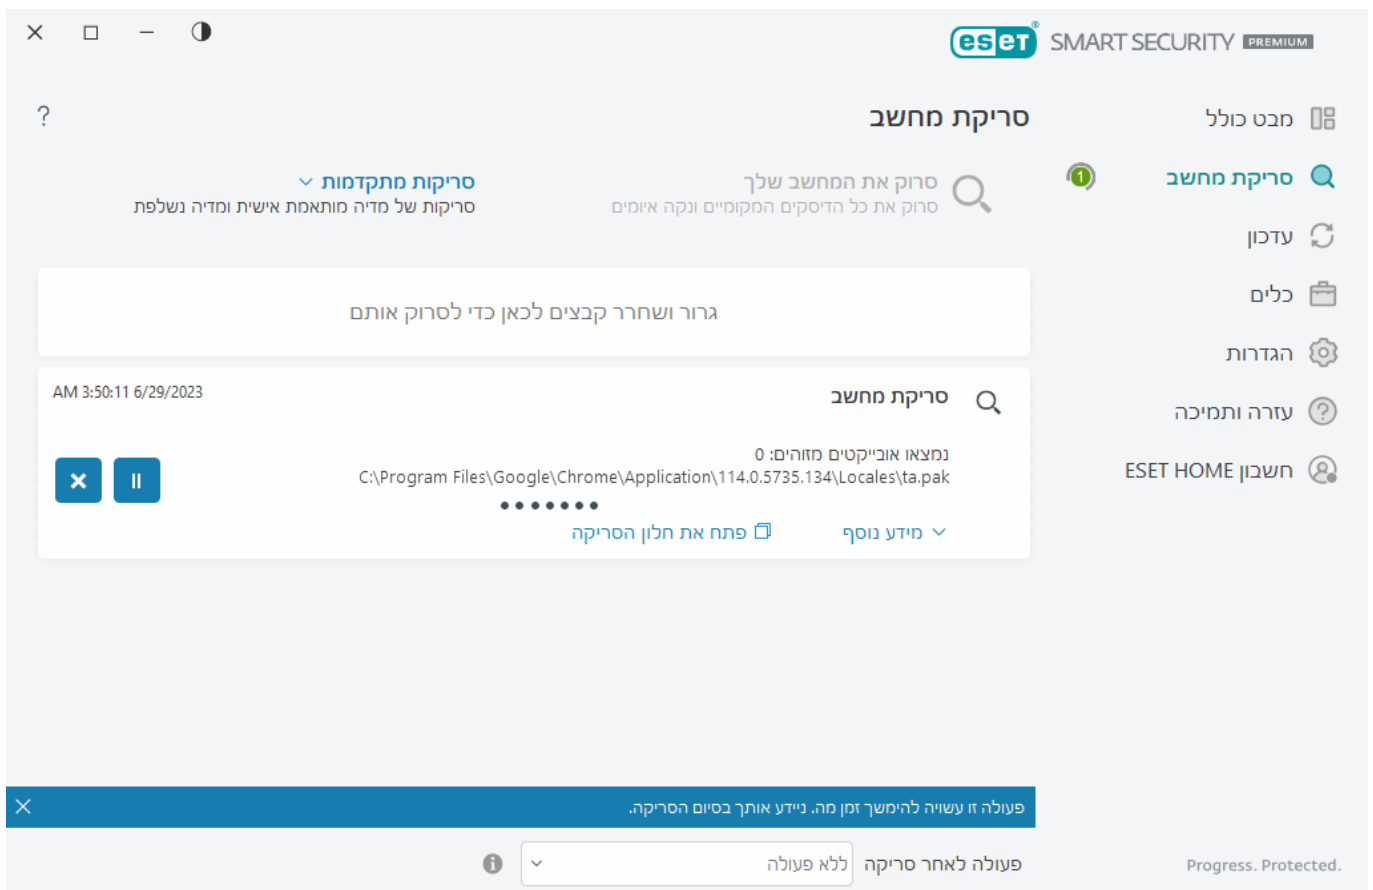 eseT® SMART SECURITY PREMIUM
מבט כולל
סריקת מחשב
1
עדכון
כלים
הגדרות
עזרה ותמיכה
חשבון ESET HOME
Progress. Protected.
סריקת מחשב
?
סרוק את המחשב שלך
סרוק את כל הדיסקים המקומיים ונקה איומים
סריקות מתקדמות
סריקות של מדיה מותאמת אישית ומדיה נשלפת
גרור ושחרר קבצים לכאן כדי לסרוק אותם
סריקת מחשב
AM 3:50:11 6/29/2023
נמצאו אובייקטים מזוהים: 0
C:\Program Files\Google\Chrome\Application\114.0.5735.134\Locales\ta.pak
מידע נוסף
פתח את חלון הסריקה
פעולה זו עשויה להימשך זמן מה. ניידע אותך בסיום הסריקה.
פעולה לאחר סריקה
ללא פעולה